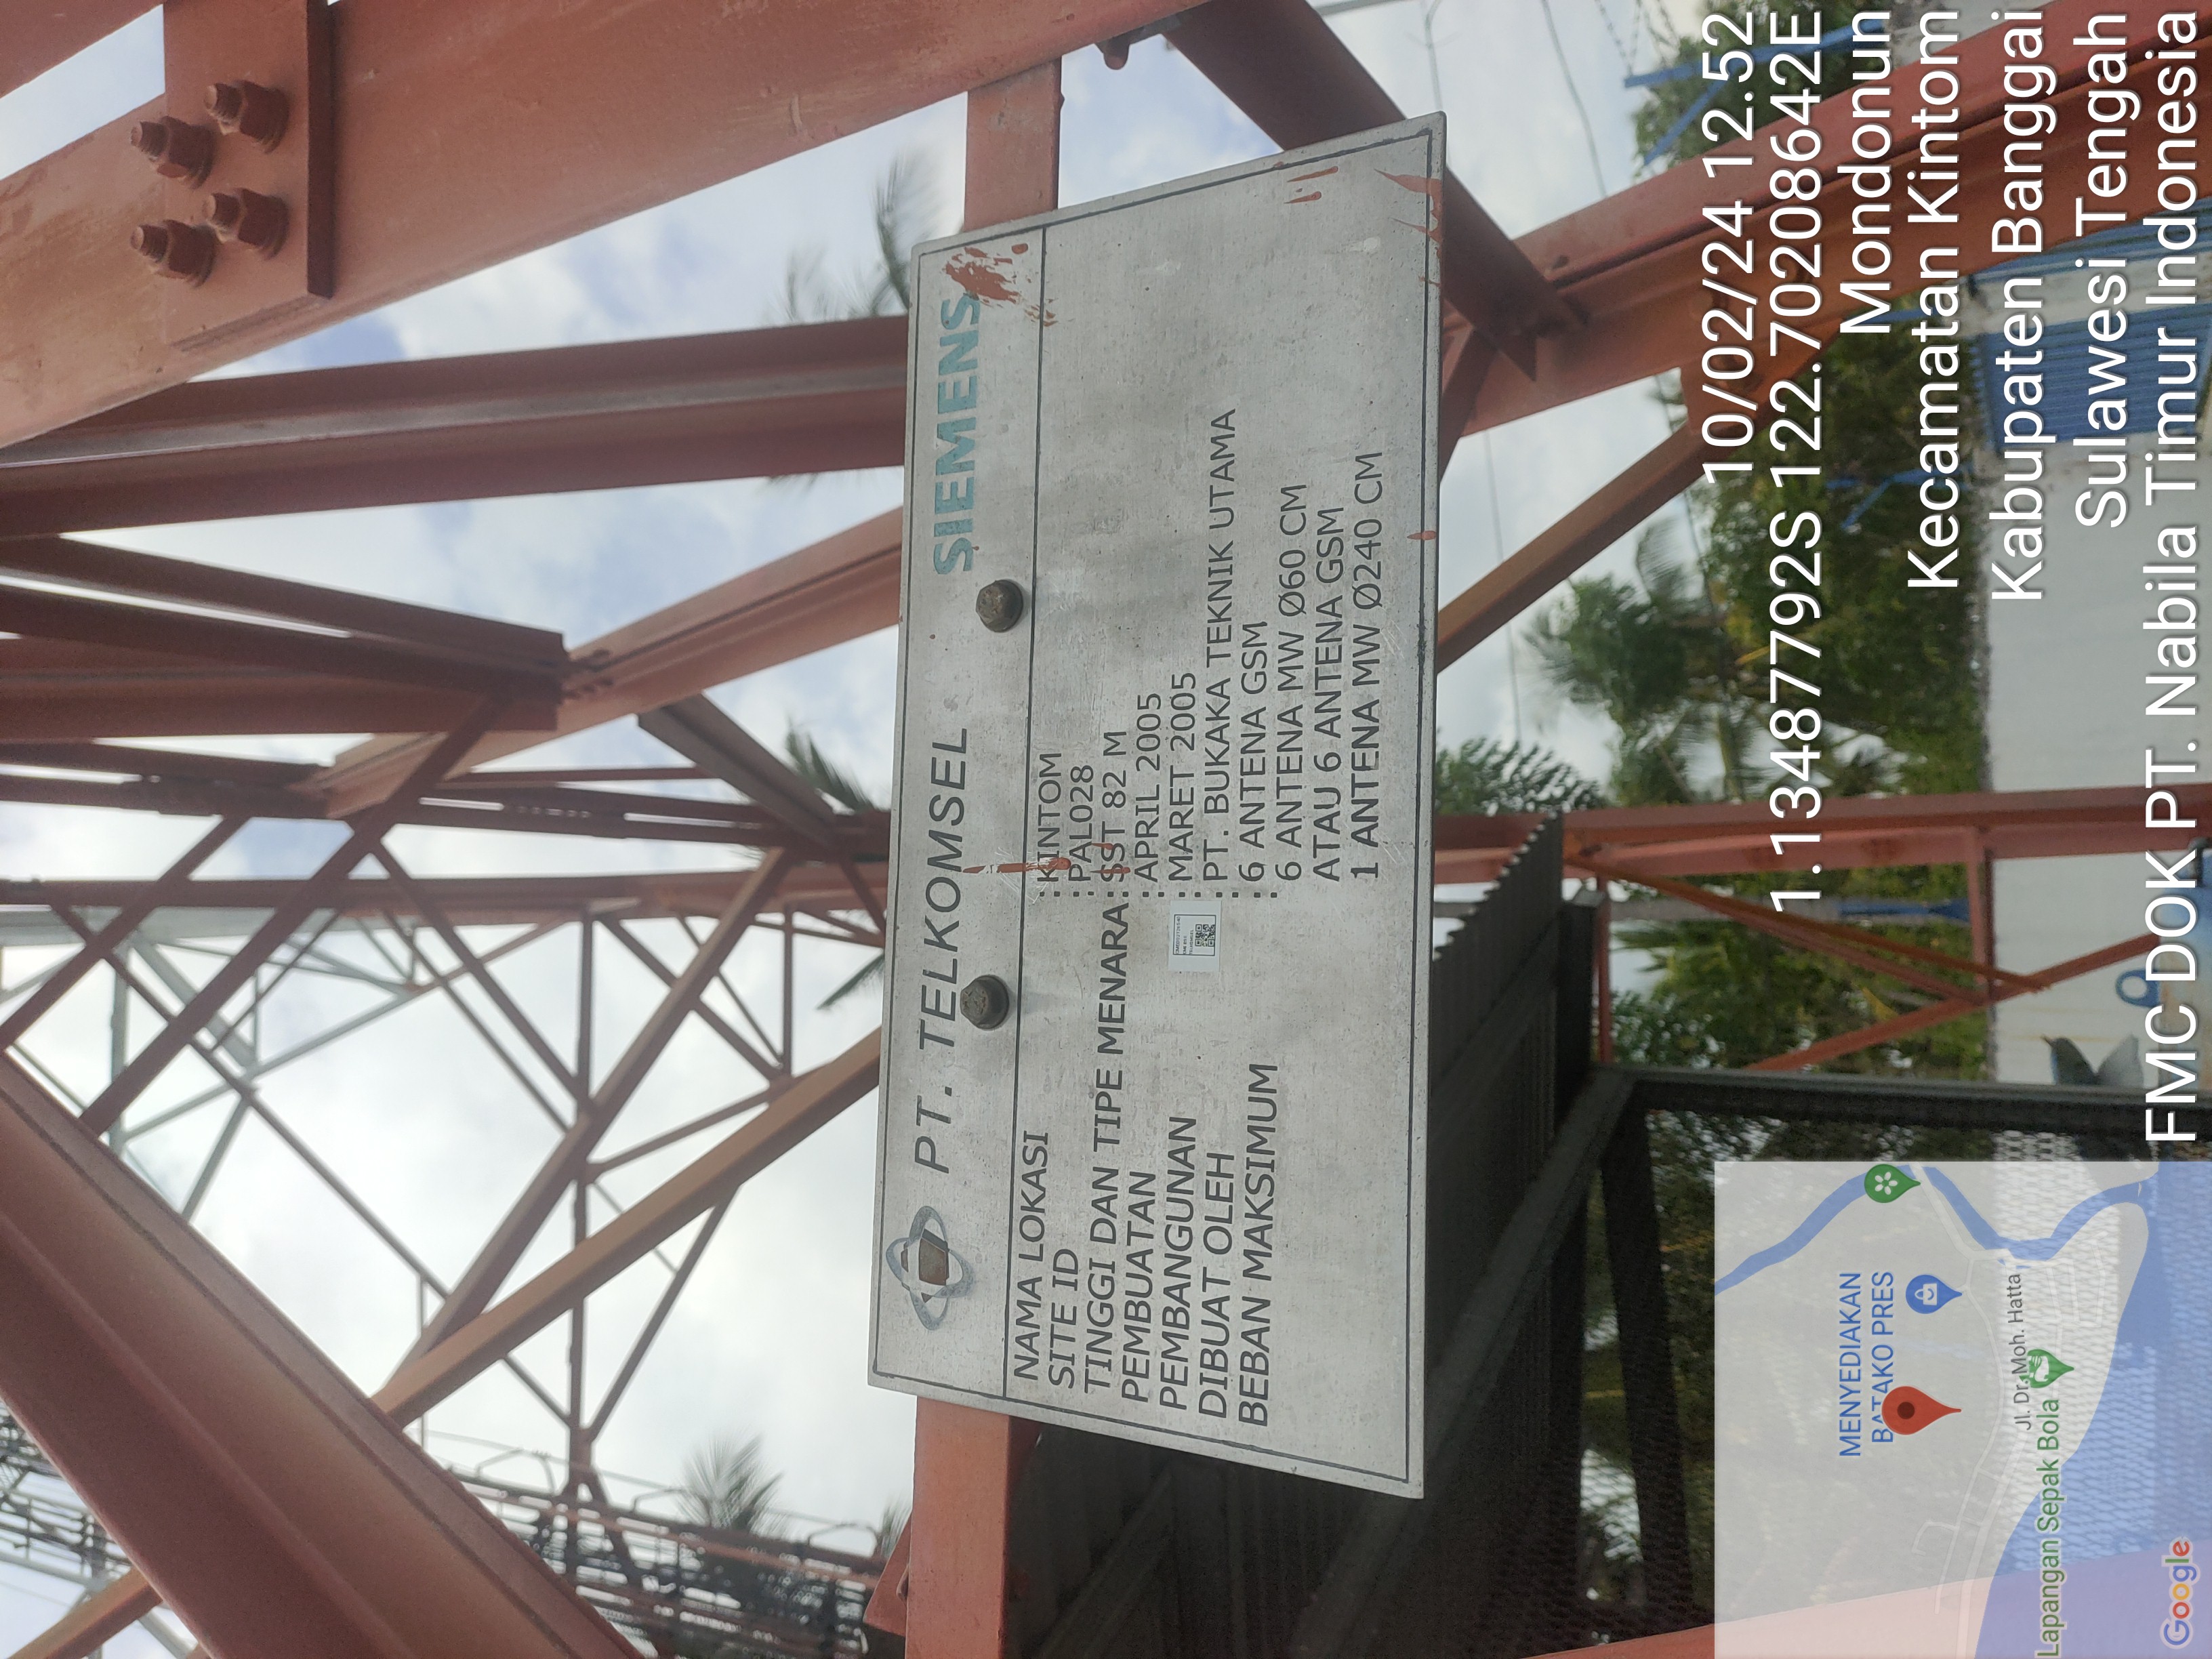 PT. TELKOMSEL
SIEMENS
NAMA LOKASI : KINTOM
SITE ID : PAL028
TINGGI DAN TIPE MENARA : SST 82 M
PEMBUATAN : APRIL 2005
PEMBANGUNAN : MARET 2005
DIBUAT OLEH : PT. BUKAKA TEKNIK UTAMA
BEBAN MAKSIMUM : 6 ANTENA GSM
6 ANTENA MW Ø60 CM
ATAU 6 ANTENA GSM
1 ANTENA MW Ø240 CM
10/02/24 12.52
1.13487792S 122.70208642E
Mondonun
Kecamatan Kintom
Kabupaten Banggai
Sulawesi Tengah
FMC DOK PT. Nabila Timur Indonesia
MENYEDIAKAN
BATAKO PRES
Jl. Dr. Moh. Hatta
Lapangan Sepak Bola
Google